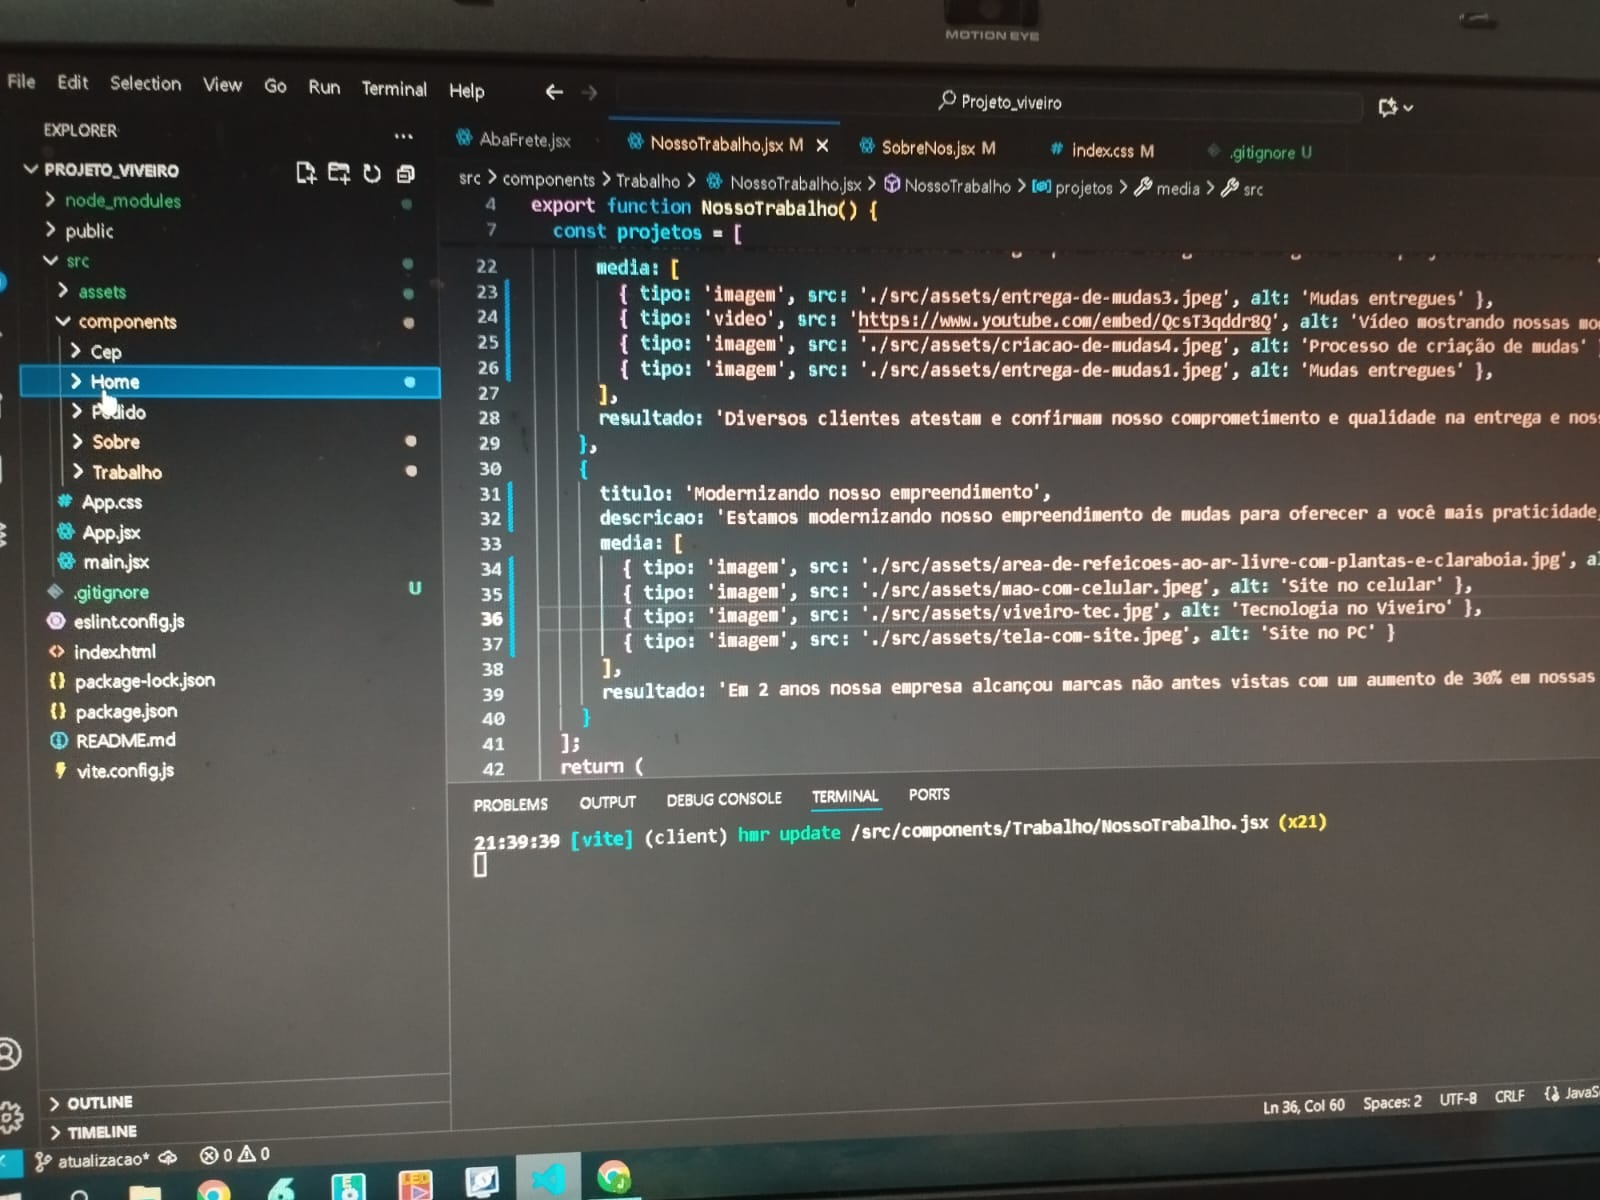 MOTION EYE
File Edit Selection View Go Run Terminal Help
Projeto_viveiro
EXPLORER
PROJETO_VIVEIRO
node_modules
public
src
assets
components
Cep
Home
Pedido
Sobre
Trabalho
App.css
App.jsx
main.jsx
.gitignore U
eslint.config.js
index.html
package-lock.json
package.json
README.md
vite.config.js
OUTLINE
TIMELINE
AbaFrete.jsx NossoTrabalho.jsx M SobreNos.jsx M index.css M .gitignore U
src > components > Trabalho > NossoTrabalho.jsx > NossoTrabalho > projetos > media > src
4 export function NossoTrabalho() {
7 const projetos = [
22 media: [
23 { tipo: 'imagem', src: './src/assets/entrega-de-mudas3.jpeg', alt: 'Mudas entregues' },
24 { tipo: 'video', src: 'https://www.youtube.com/embed/QcsT3qddr8Q', alt: 'Vídeo mostrando nossas
25 { tipo: 'imagem', src: './src/assets/criacao-de-mudas4.jpeg', alt: 'Processo de criação de mudas'
26 { tipo: 'imagem', src: './src/assets/entrega-de-mudas1.jpeg', alt: 'Mudas entregues' },
27 ],
28 resultado: 'Diversos clientes atestam e confirmam nosso comprometimento e qualidade na entrega e
29 },
30 {
31 titulo: 'Modernizando nosso empreendimento',
32 descricao: 'Estamos modernizando nosso empreendimento de mudas para oferecer a você mais praticidade,
33 media: [
34 { tipo: 'imagem', src: './src/assets/area-de-refeicoes-ao-ar-livre-com-plantas-e-claraboia.jpg',
35 { tipo: 'imagem', src: './src/assets/mao-com-celular.jpeg', alt: 'Site no celular' },
36 { tipo: 'imagem', src: './src/assets/viveiro-tec.jpg', alt: 'Tecnologia no Viveiro' },
37 { tipo: 'imagem', src: './src/assets/tela-com-site.jpeg', alt: 'Site no PC' }
38 ],
39 resultado: 'Em 2 anos nossa empresa alcançou marcas não antes vistas com um aumento de 30% em nossas
40 }
41 ];
42 return (
PROBLEMS OUTPUT DEBUG CONSOLE TERMINAL PORTS
21:39:39 [vite] (client) hmr update /src/components/Trabalho/NossoTrabalho.jsx (x21)
atualizacao* 0 0 Ln 36, Col 60 Spaces: 2 UTF-8 CRLF {}